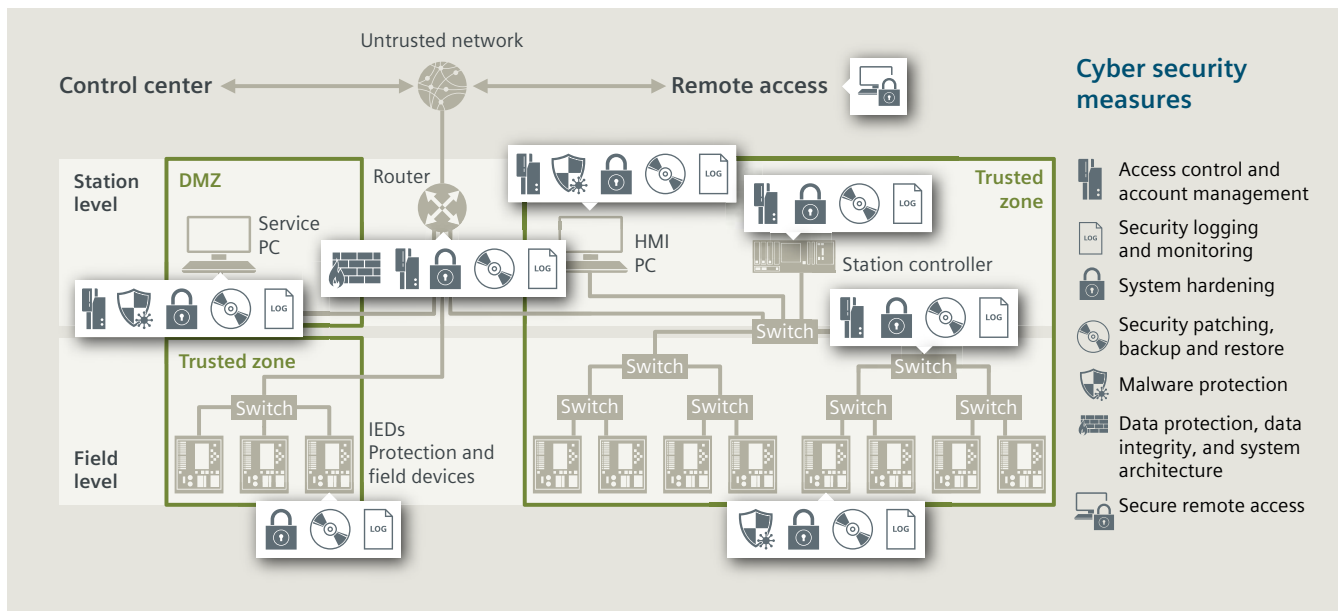 Untrusted network
Control center
Remote access
Cyber security
measures
Station
level
DMZ
Service
PC
Router
LOG
HMI
PC
LOG
Station controller
Trusted
zone
LOG
LOG
LOG
Switch
Trusted zone
Switch
IEDs
Protection and
field devices
Field
level
LOG
Switch
Switch
Switch
Switch
Switch
Switch
LOG
LOG
Access control and
account management
LOG
Security logging
and monitoring
System hardening
Security patching,
backup and restore
Malware protection
Data protection, data
integrity, and system
architecture
Secure remote access